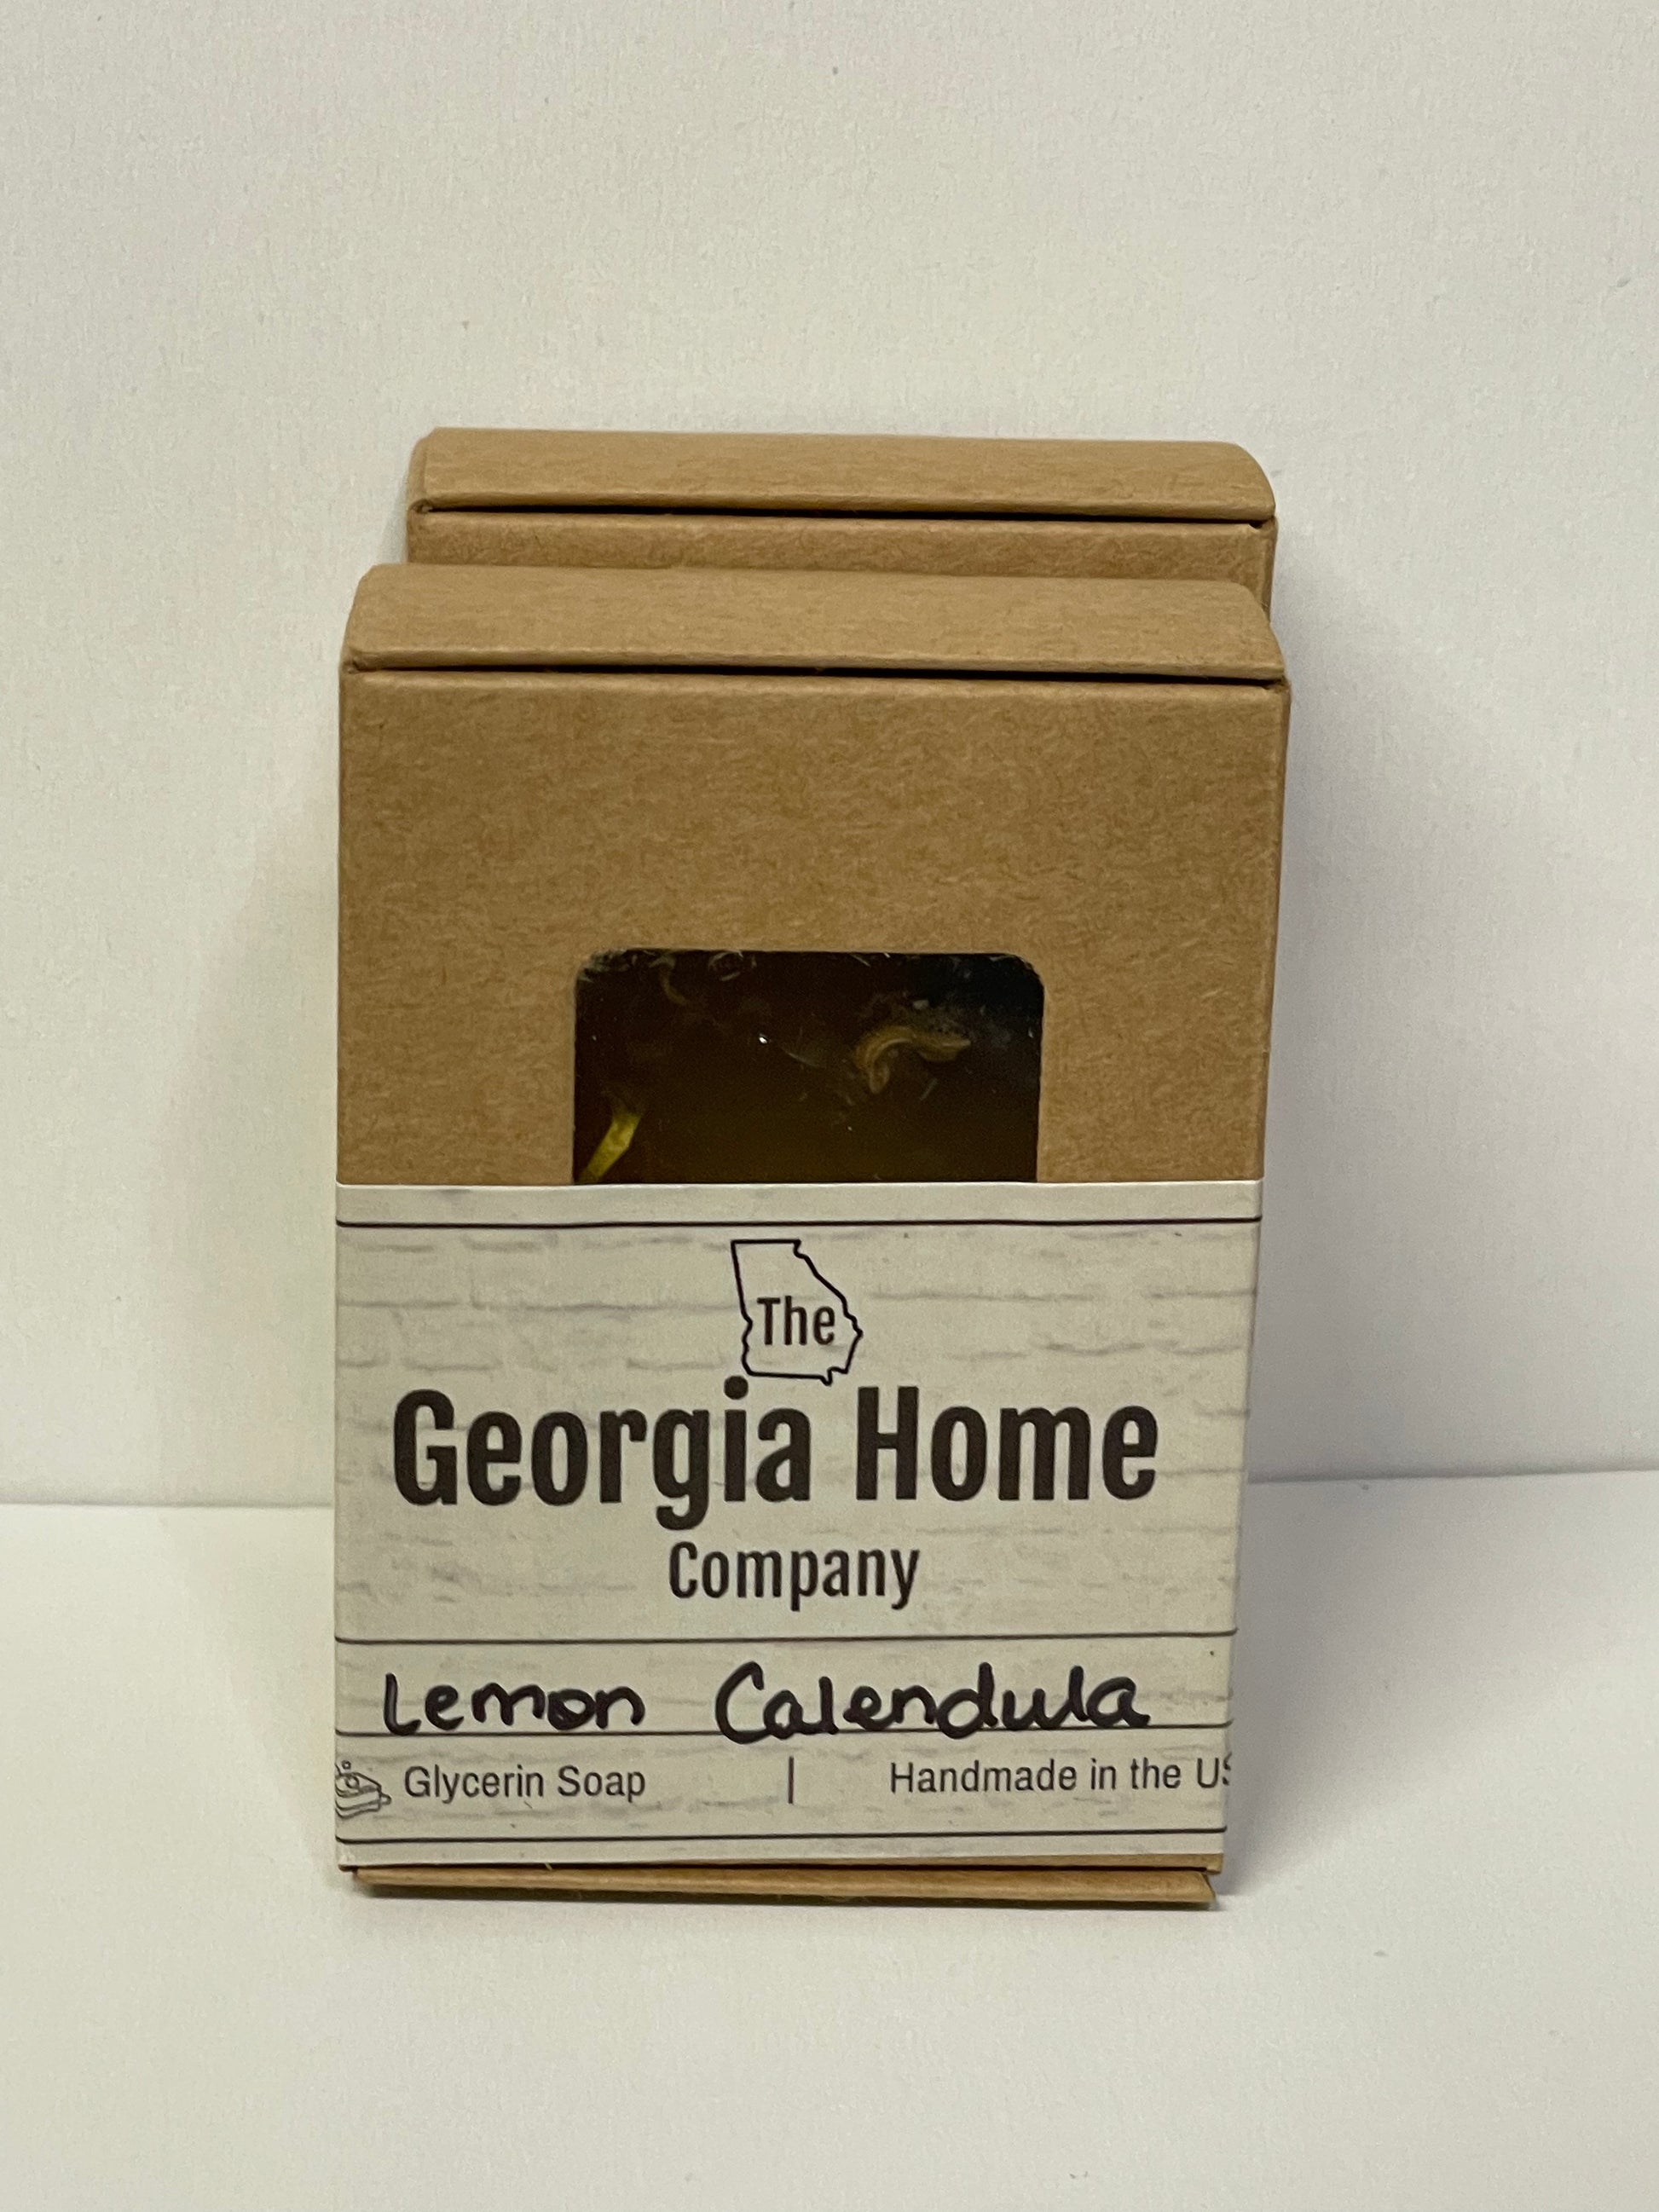 The
Georgia Home
Company
Lemon Calendula
Glycerin Soap | Handmade in the US